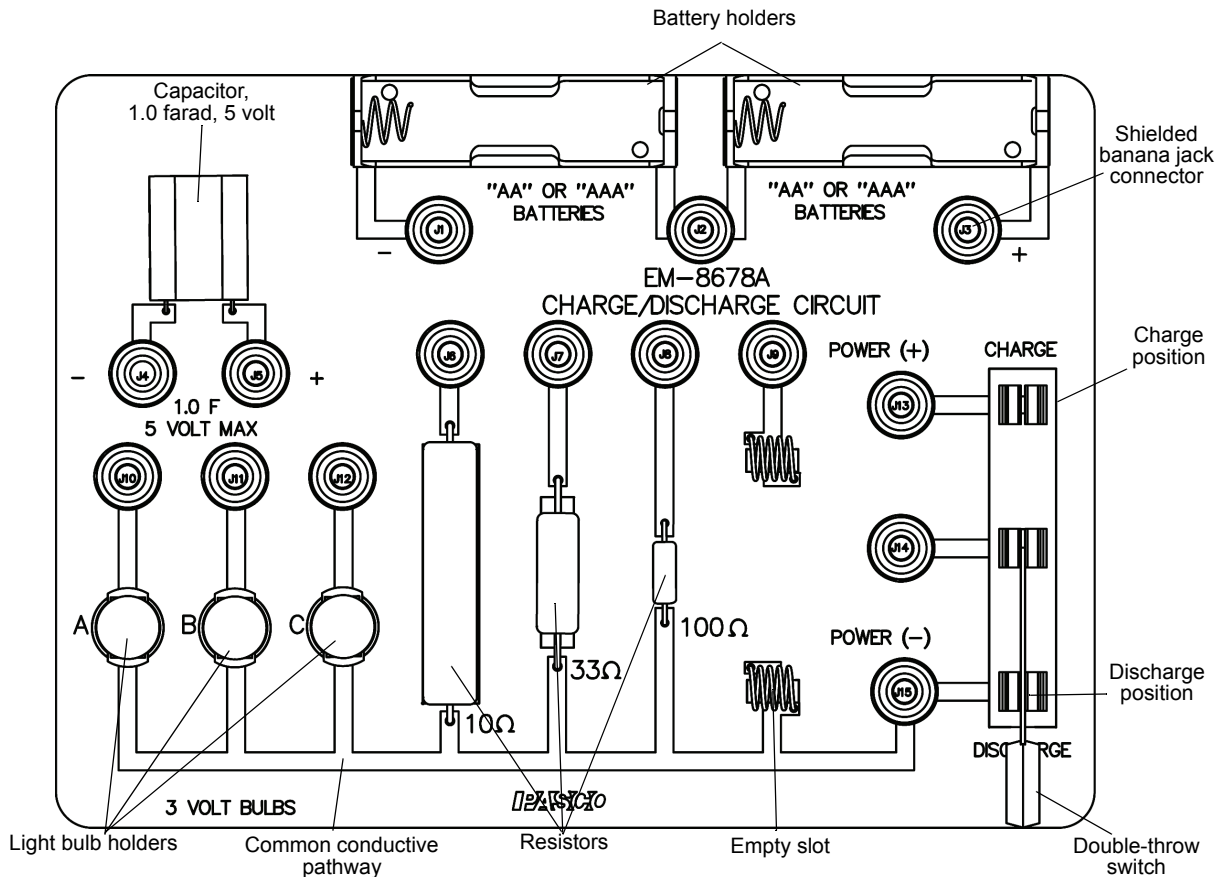 Battery holders
Capacitor,
1.0 farad, 5 volt
Shielded
banana jack
connector
"AA" OR "AAA"
BATTERIES
"AA" OR "AAA"
BATTERIES
J1
J2
J3
-
+
EM-8678A
CHARGE/DISCHARGE CIRCUIT
J6
J7
J8
J9
POWER (+)
CHARGE
Charge
position
-
J4
J5
+
1.0 F
5 VOLT MAX
J13
J10
J11
J12
J14
A
B
C
100Ω
POWER (-)
33Ω
Discharge
position
J15
10Ω
DISCHARGE
3 VOLT BULBS
PASCO
Light bulb holders
Common conductive
pathway
Resistors
Empty slot
Double-throw
switch